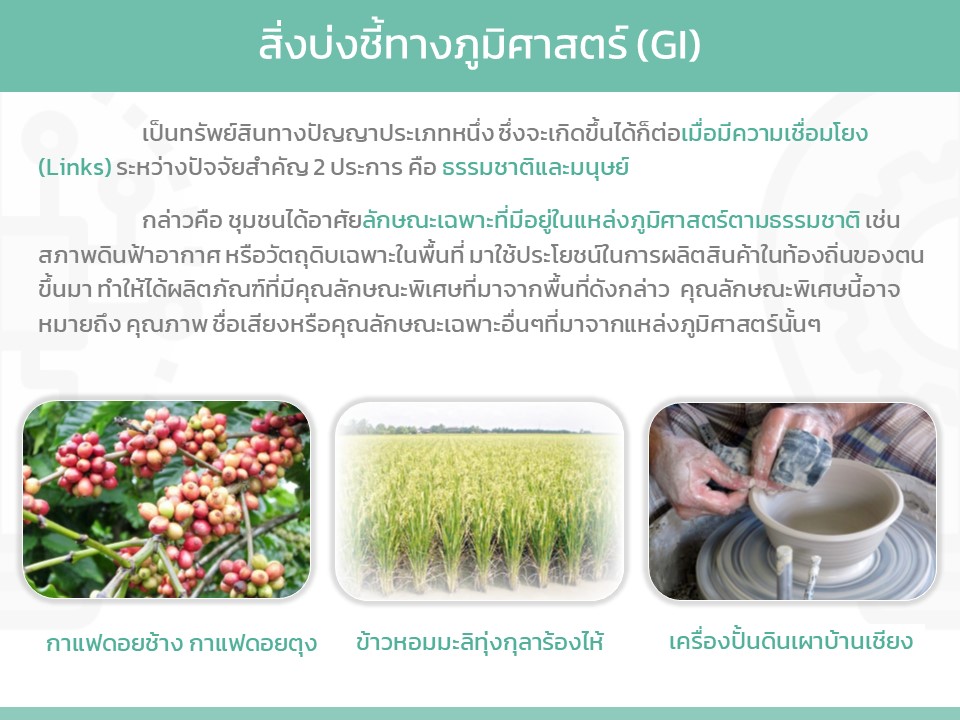 สิ่งบ่งชี้ทางภูมิศาสตร์ (GI)
เป็นทรัพย์สินทางปัญญาประเภทหนึ่ง ซึ่งจะเกิดขึ้นได้ก็ต่อเมื่อมีความเชื่อมโยง
(Links) ระหว่างปัจจัยสำคัญ 2 ประการ คือ ธรรมชาติและมนุษย์
กล่าวคือ ชุมชนได้อาศัยลักษณะเฉพาะที่มีอยู่ในแหล่งภูมิศาสตร์ตามธรรมชาติ เช่น
สภาพดินฟ้าอากาศ หรือวัตถุดิบเฉพาะในพื้นที่ มาใช้ประโยชน์ในการผลิตสินค้าในท้องถิ่นของตน
ขึ้นมา ทำให้ได้ผลิตภัณฑ์ที่มีคุณลักษณะพิเศษที่มาจากพื้นที่ดังกล่าว คุณลักษณะพิเศษนี้อาจ
หมายถึง คุณภาพ ชื่อเสียงหรือคุณลักษณะเฉพาะอื่นๆที่มาจากแหล่งภูมิศาสตร์นั้นๆ
กาแฟดอยช้าง กาแฟดอยตุง
ข้าวหอมมะลิทุ่งกุลาร้องไห้
เครื่องปั้นดินเผาบ้านเชียง